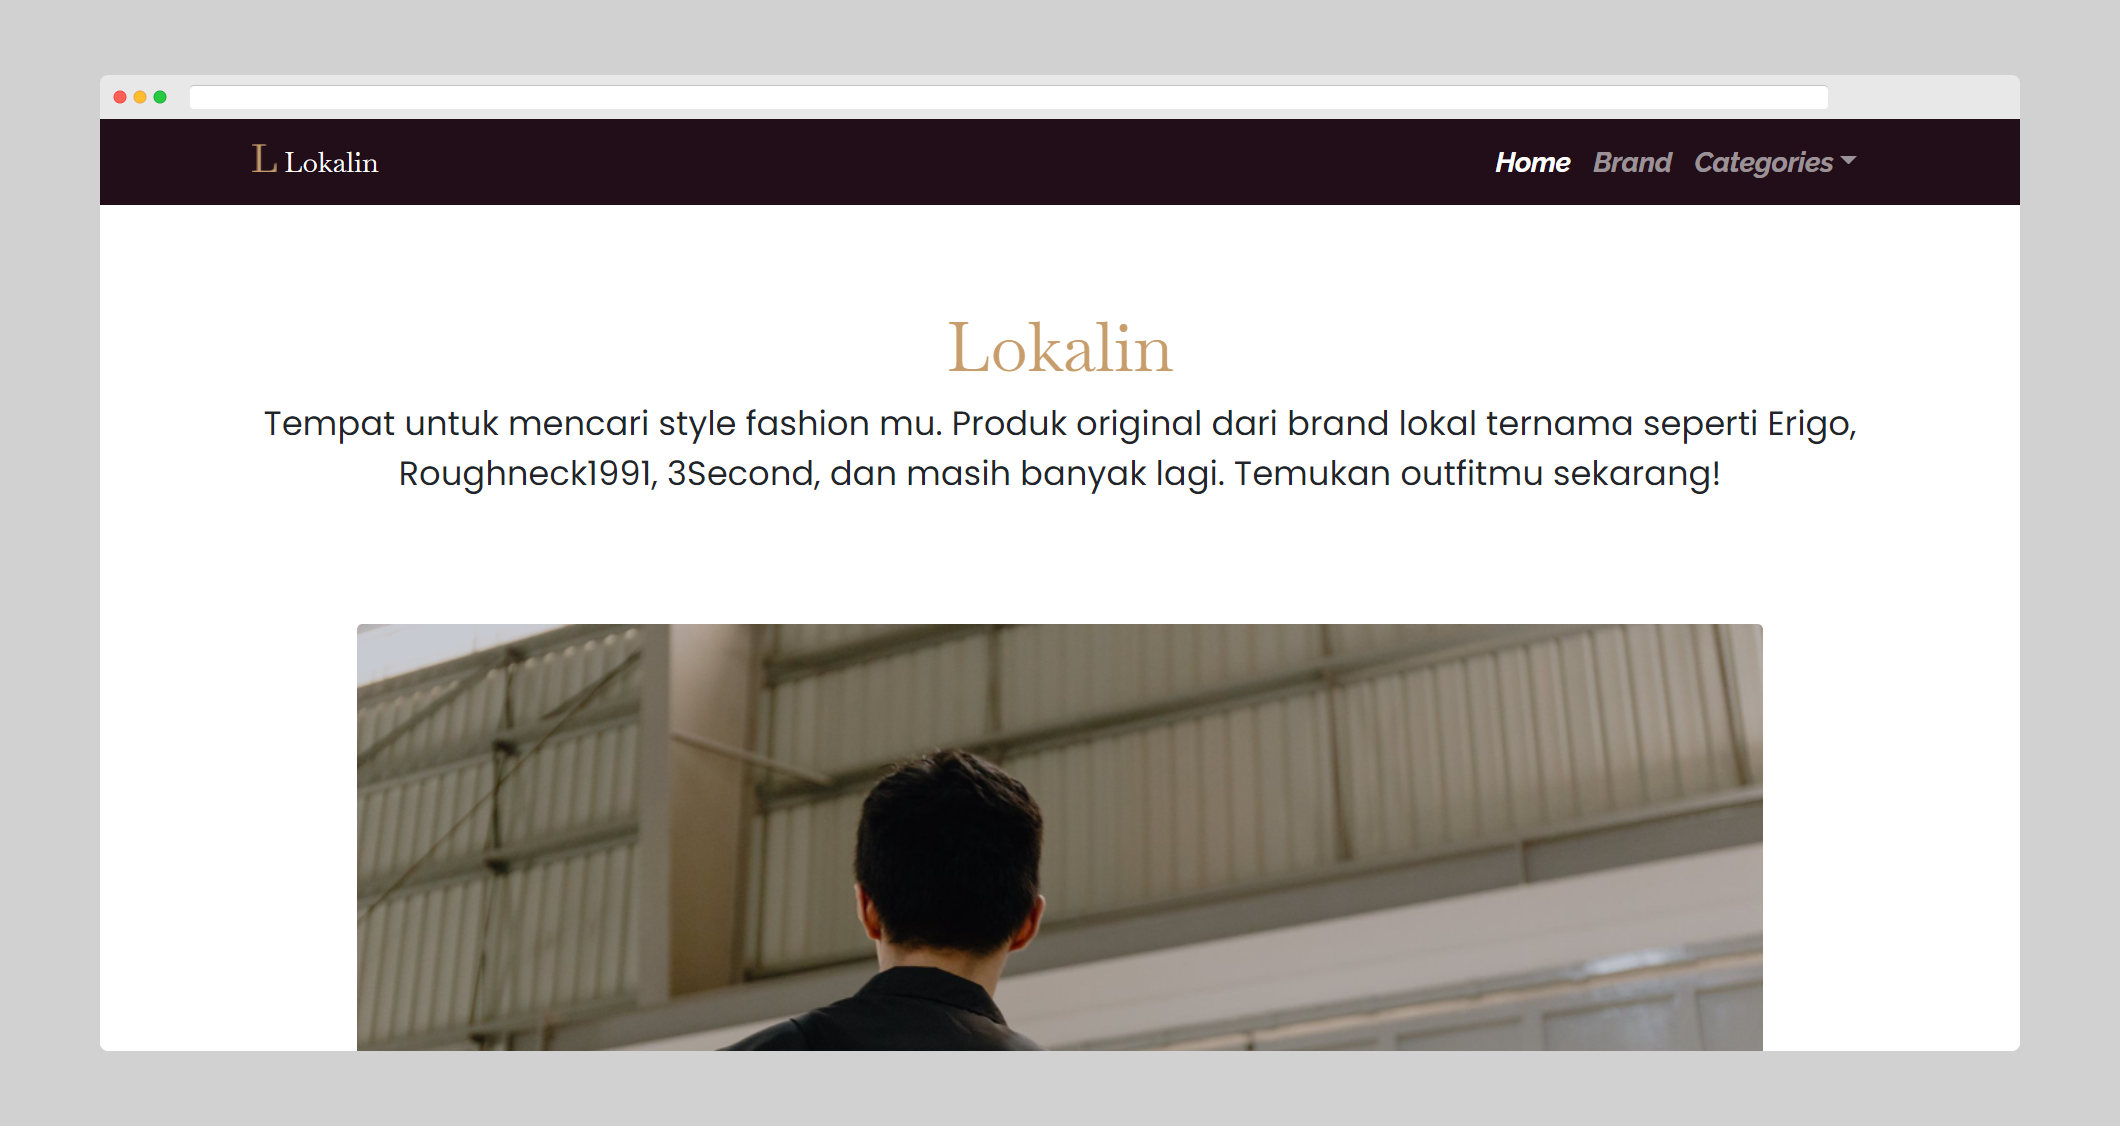 L Lokalin
Home Brand Categories
Lokalin
Tempat untuk mencari style fashion mu. Produk original dari brand lokal ternama seperti Erigo,
Roughneck1991, 3Second, dan masih banyak lagi. Temukan outfitmu sekarang!